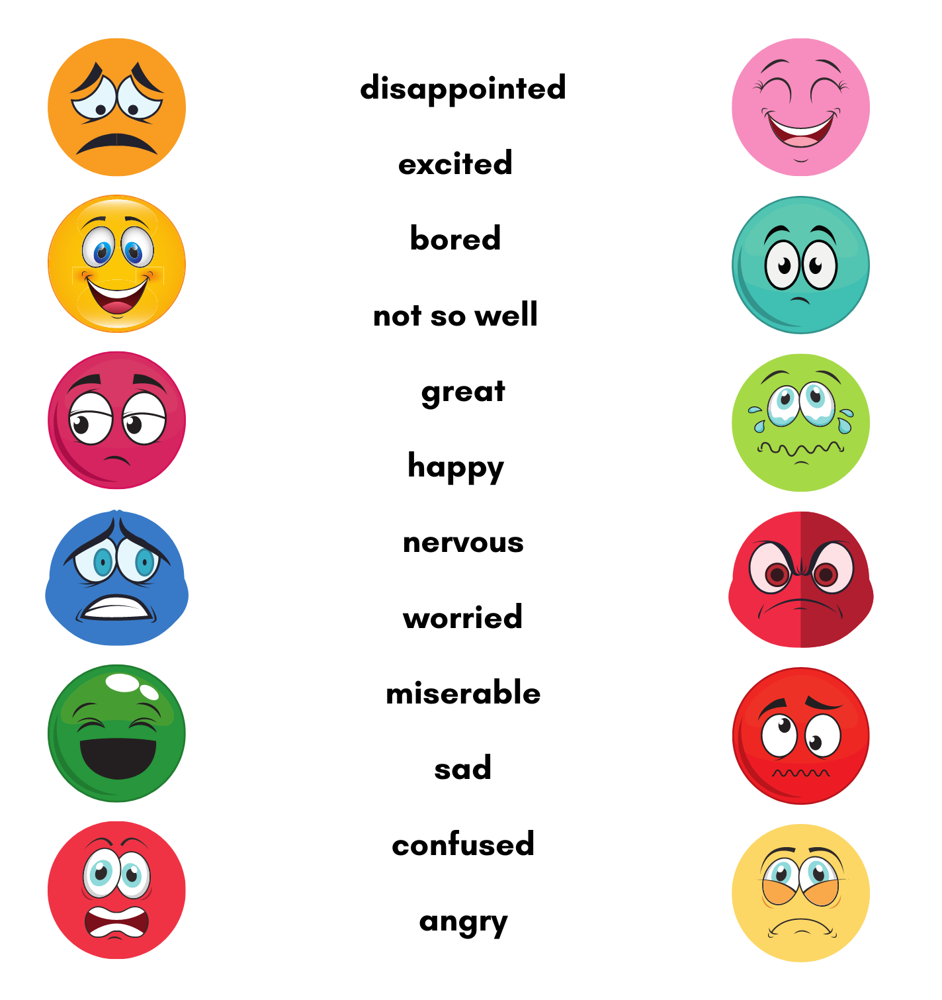 disappointed
excited
bored
not so well
great
happy
nervous
worried
miserable
sad
confused
angry